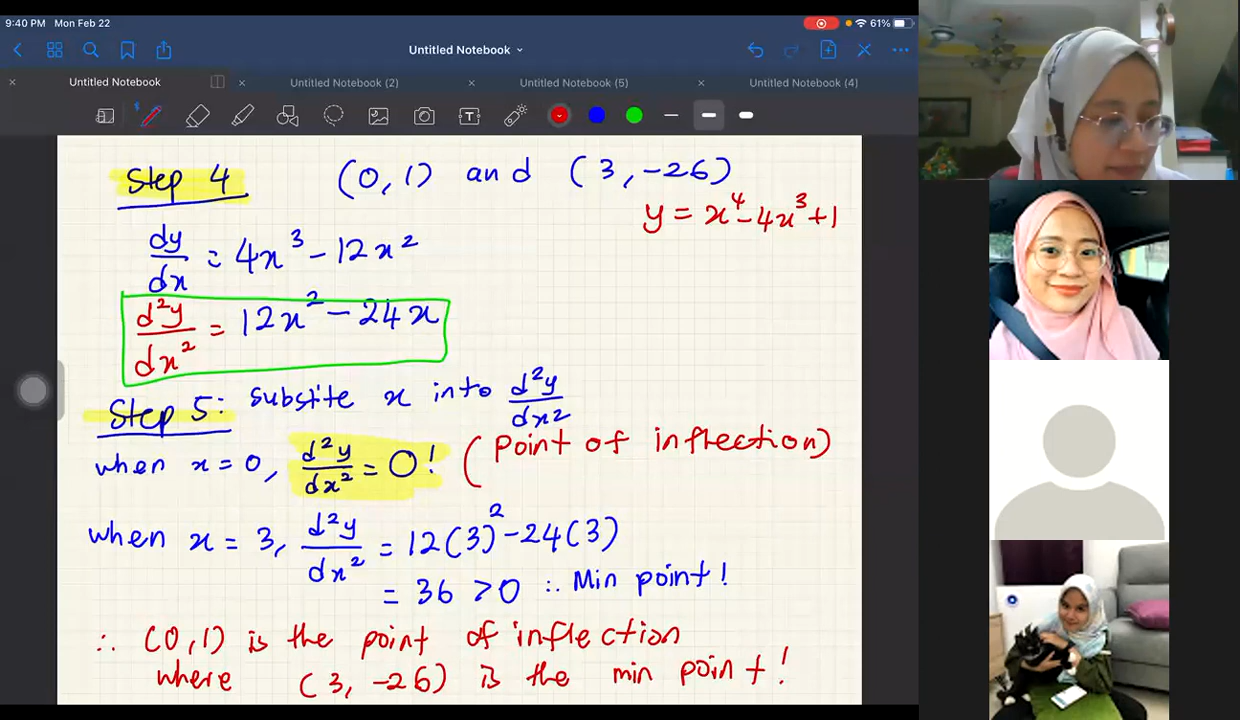 9:40 PM Mon Feb 22
61%
Untitled Notebook
Untitled Notebook
Untitled Notebook (2)
Untitled Notebook (5)
Untitled Notebook (4)
Step 4 (0,1) and (3,-26)
y = x⁴-4x³+1
dy/dx = 4x³ - 12x²
d²y/dx² = 12x² - 24x
Step 5: substite x into d²y/dx²
when x = 0, d²y/dx² = 0! (point of inflection)
when x = 3, d²y/dx² = 12(3)² - 24(3)
= 36 > 0 ∴ Min point!
∴ (0,1) is the point of inflection
where (3, -26) is the min point!